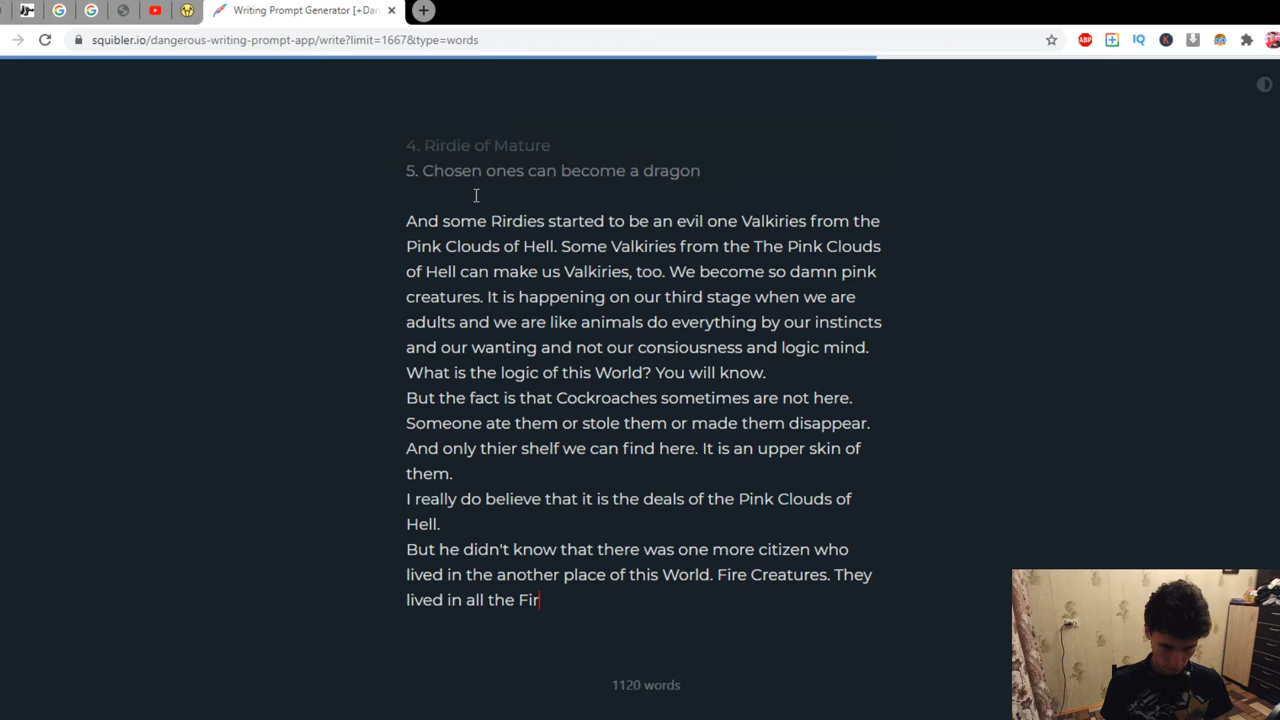 Writing Prompt Generator [+Dan
squibler.io/dangerous-writing-prompt-app/write?limit=1667&type=words
ABP
IQ
K
4. Rirdie of Mature
5. Chosen ones can become a dragon
And some Rirdies started to be an evil one Valkiries from the
Pink Clouds of Hell. Some Valkiries from the The Pink Clouds
of Hell can make us Valkiries, too. We become so damn pink
creatures. It is happening on our third stage when we are
adults and we are like animals do everything by our instincts
and our wanting and not our consiousness and logic mind.
What is the logic of this World? You will know.
But the fact is that Cockroaches sometimes are not here.
Someone ate them or stole them or made them disappear.
And only thier shelf we can find here. It is an upper skin of
them.
I really do believe that it is the deals of the Pink Clouds of
Hell.
But he didn't know that there was one more citizen who
lived in the another place of this World. Fire Creatures. They
lived in all the Fir
1120 words